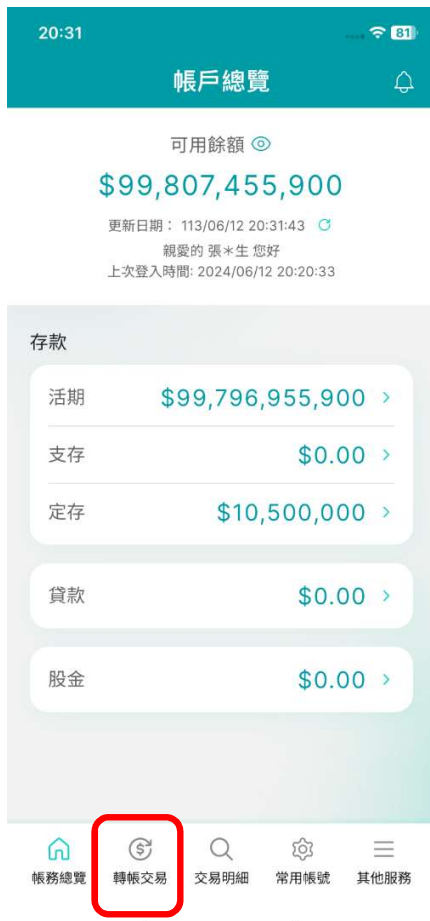 20:31 81
帳戶總覽
可用餘額
$99,807,455,900
更新日期： 113/06/12 20:31:43
親愛的 張＊生 您好
上次登入時間: 2024/06/12 20:20:33
存款
活期 $99,796,955,900
支存 $0.00
定存 $10,500,000
貸款 $0.00
股金 $0.00
帳務總覽 轉帳交易 交易明細 常用帳號 其他服務